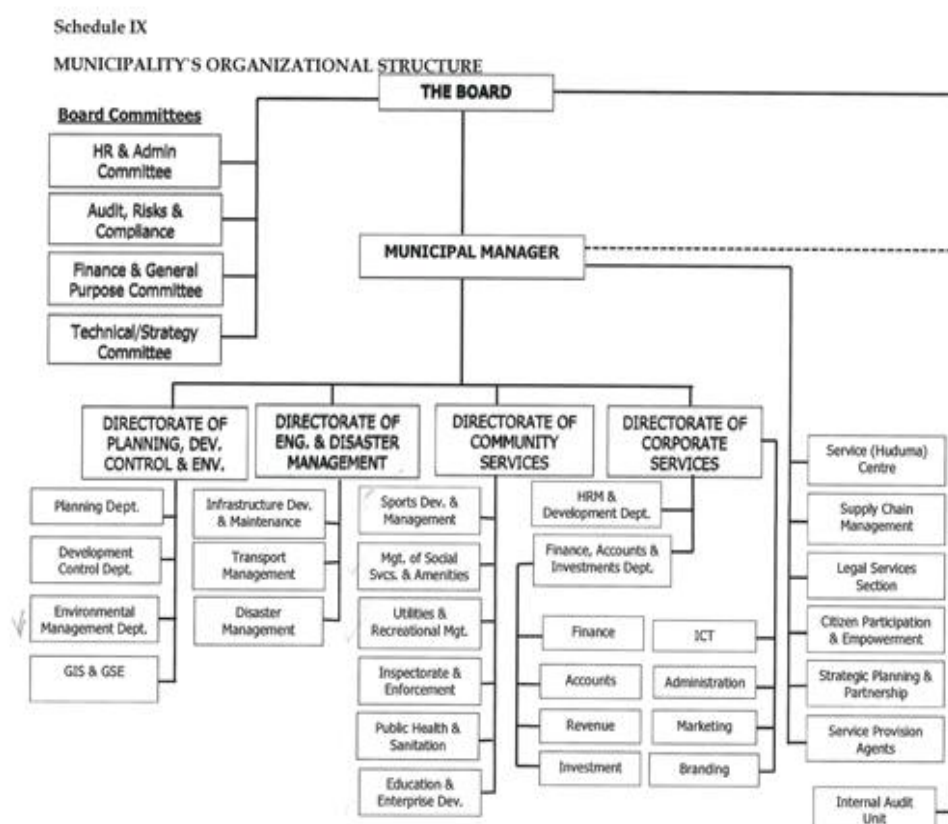 Schedule IX
MUNICIPALITY'S ORGANIZATIONAL STRUCTURE
THE BOARD
Board Committees
HR & Admin
Committee
Audit, Risks &
Compliance
Finance & General
Purpose Committee
Technical/Strategy
Committee
MUNICIPAL MANAGER
DIRECTORATE OF
PLANNING, DEV.
CONTROL & ENV.
Planning Dept.
Development
Control Dept.
Environmental
Management Dept.
GIS & GSE
DIRECTORATE OF
ENG. & DISASTER
MANAGEMENT
Infrastructure Dev.
& Maintenance
Transport
Management
Disaster
Management
DIRECTORATE OF
COMMUNITY
SERVICES
Sports Dev. &
Management
Mgt. of Social
Svcs. & Amenities
Utilities &
Recreational Mgt.
Inspectorate &
Enforcement
Public Health &
Sanitation
Education &
Enterprise Dev.
DIRECTORATE OF
CORPORATE
SERVICES
HRM &
Development Dept.
Finance, Accounts &
Investments Dept.
Finance
Accounts
Revenue
Investment
ICT
Administration
Marketing
Branding
Service (Huduma)
Centre
Supply Chain
Management
Legal Services
Section
Citizen Participation
& Empowerment
Strategic Planning &
Partnership
Service Provision
Agents
Internal Audit
Unit